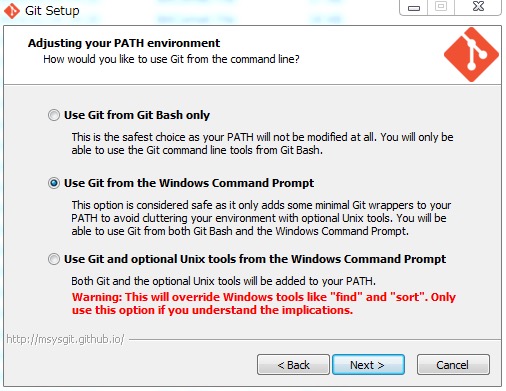 Git Setup
Adjusting your PATH environment
How would you like to use Git from the command line?
Use Git from Git Bash only
This is the safest choice as your PATH will not be modified at all. You will only be
able to use the Git command line tools from Git Bash.
Use Git from the Windows Command Prompt
This option is considered safe as it only adds some minimal Git wrappers to your
PATH to avoid cluttering your environment with optional Unix tools. You will be
able to use Git from both Git Bash and the Windows Command Prompt.
Use Git and optional Unix tools from the Windows Command Prompt
Both Git and the optional Unix tools will be added to your PATH.
Warning: This will override Windows tools like "find" and "sort". Only
use this option if you understand the implications.
http://msysgit.github.io/
< Back
Next >
Cancel